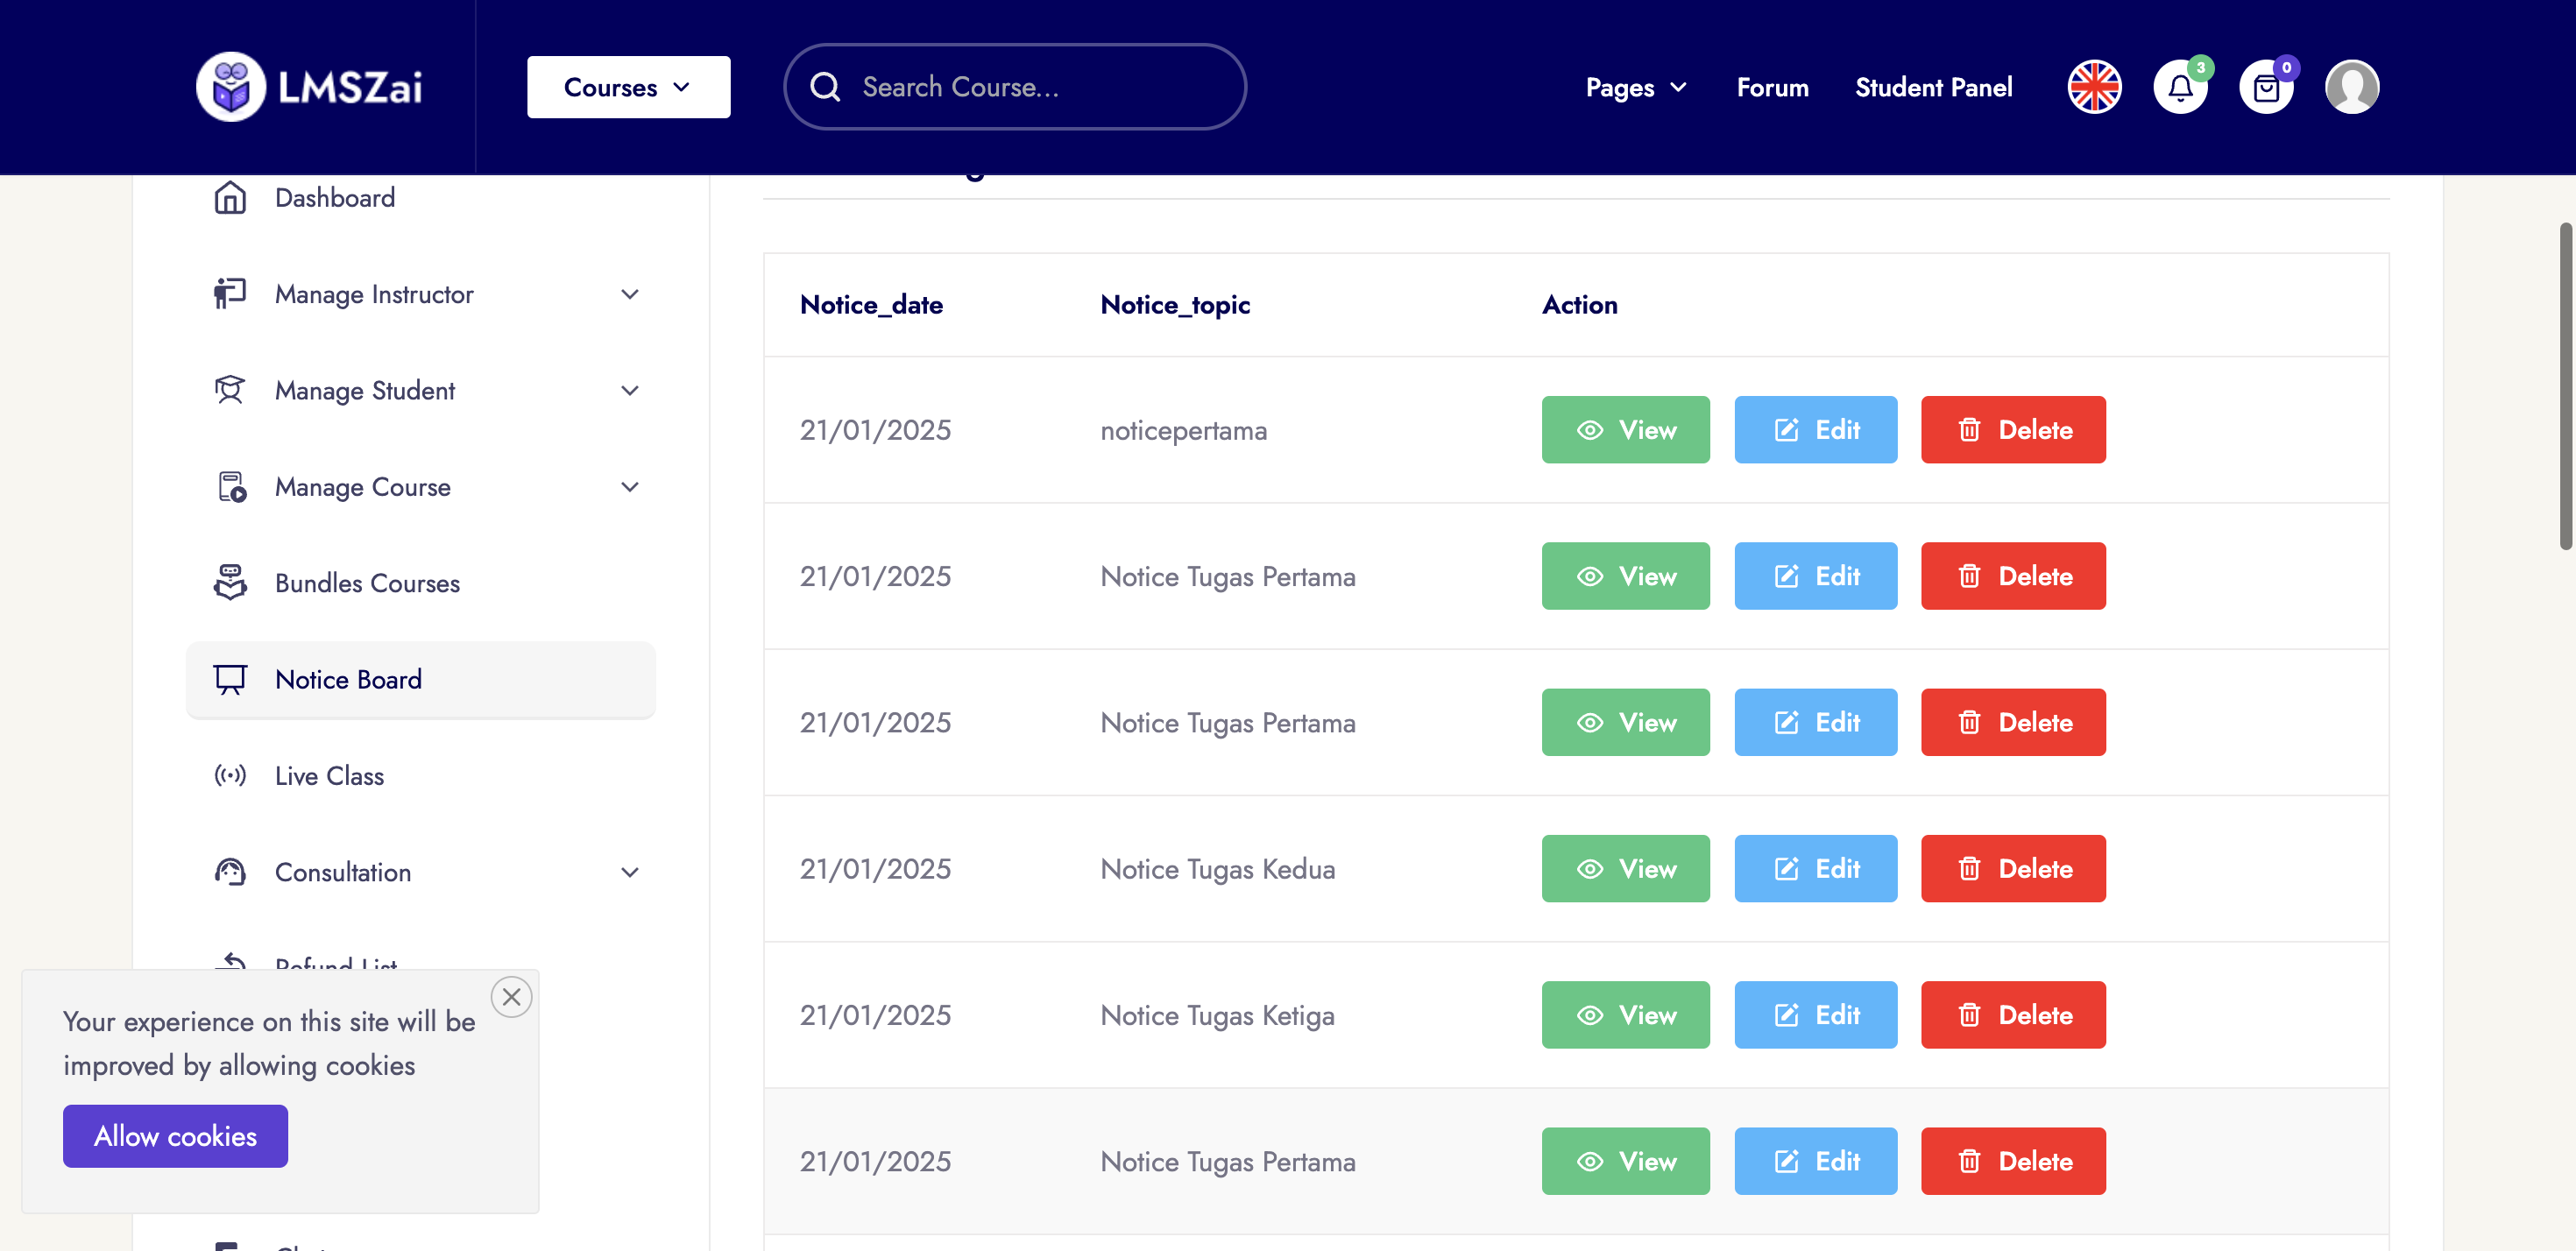 LMSZai
Courses
Search Course...
Pages
Forum
Student Panel
3
0
Dashboard
Manage Instructor
Manage Student
Manage Course
Bundles Courses
Notice Board
Live Class
Consultation
Refund List
Your experience on this site will be
improved by allowing cookies
Allow cookies
Notice_date Notice_topic Action
21/01/2025 noticepertama View Edit Delete
21/01/2025 Notice Tugas Pertama View Edit Delete
21/01/2025 Notice Tugas Pertama View Edit Delete
21/01/2025 Notice Tugas Kedua View Edit Delete
21/01/2025 Notice Tugas Ketiga View Edit Delete
21/01/2025 Notice Tugas Pertama View Edit Delete